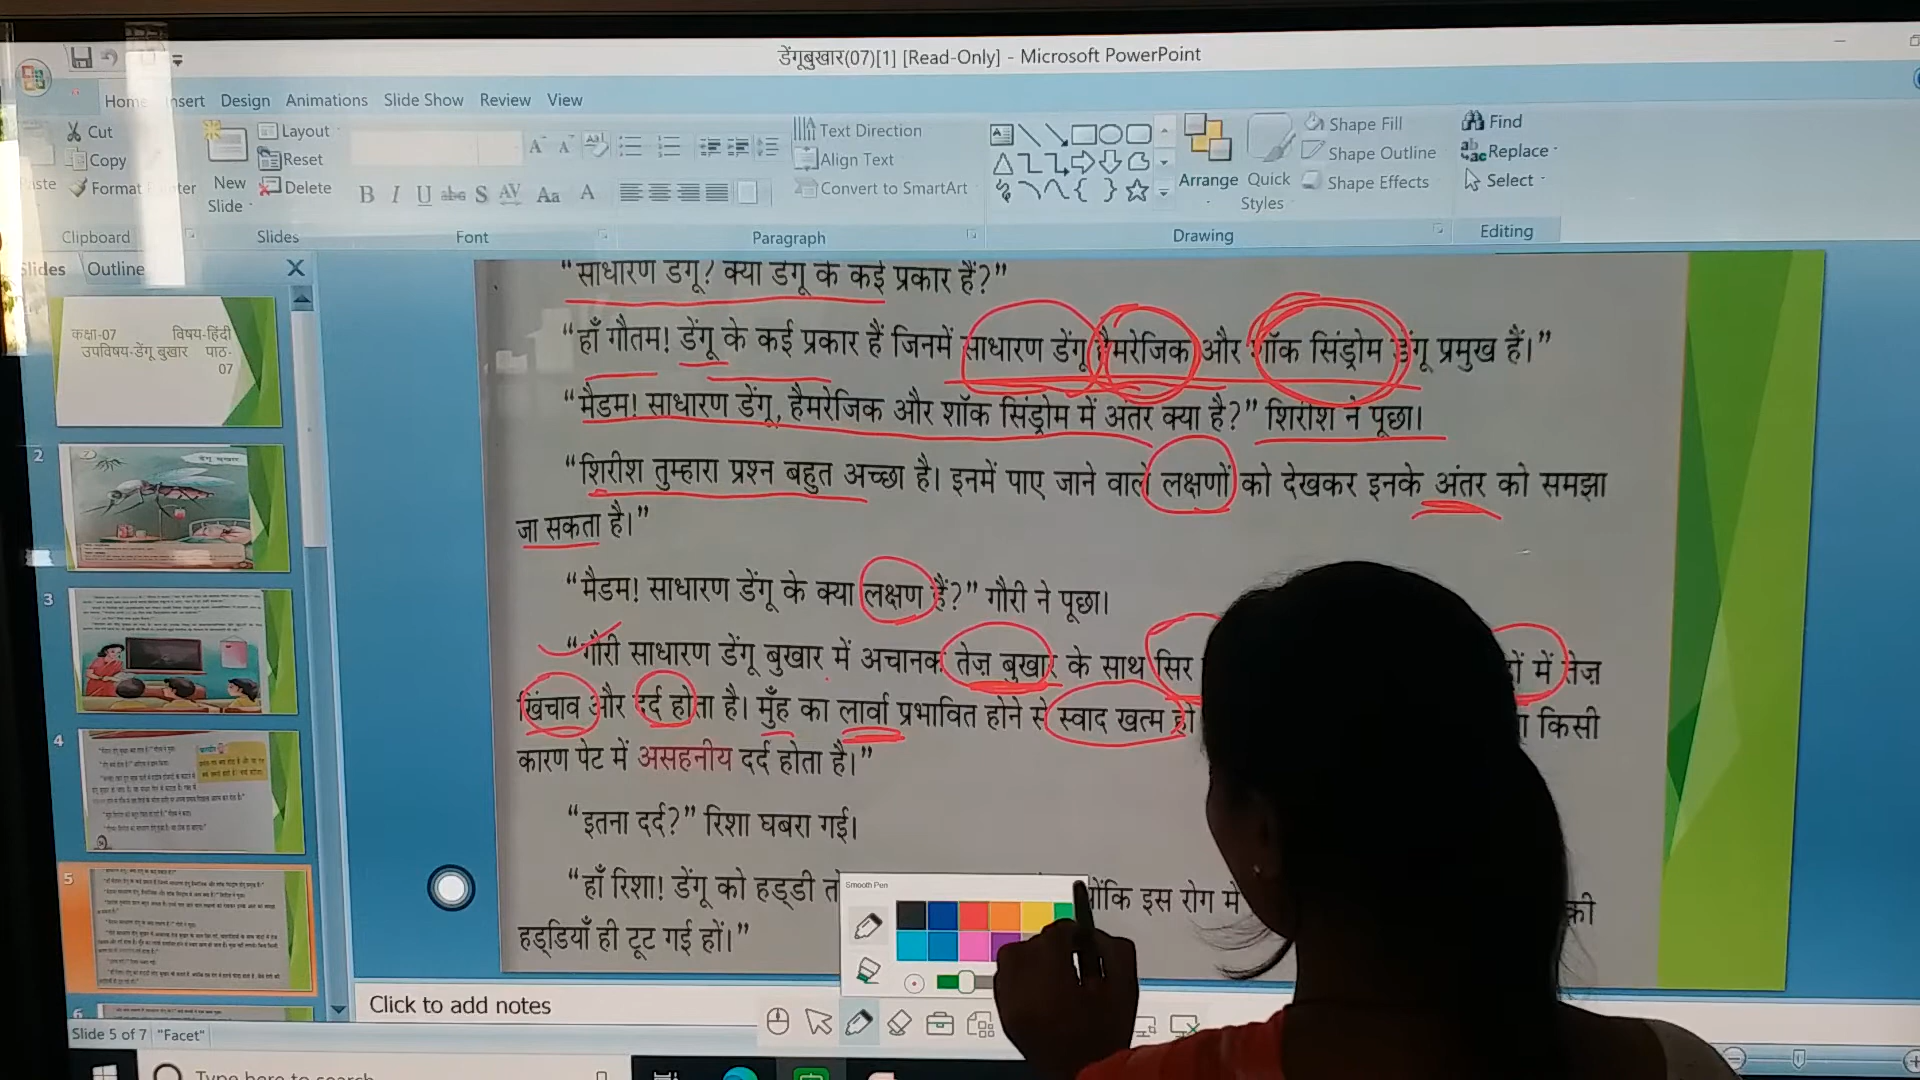 डेंगूबुखार(07)[1] [Read-Only] - Microsoft PowerPoint
Home Insert Design Animations Slide Show Review View
Cut
Copy
Format
New Slide
Layout
Reset
Delete
Text Direction
Align Text
Convert to SmartArt
Arrange
Quick Styles
Shape Fill
Shape Outline
Shape Effects
Find
Replace
Select
Clipboard Slides Font Paragraph Drawing Editing
Slides Outline
कक्षा-07 विषय-हिंदी
उपविषय-डेंगू बुखार पाठ-
07
2
3
4
5
6
“साधारण डेंगू? क्या डेंगू के कई प्रकार हैं?”
“हाँ गौतम! डेंगू के कई प्रकार हैं जिनमें साधारण डेंगू हैमरेजिक और शॉक सिंड्रोम डेंगू प्रमुख हैं।”
“मैडम! साधारण डेंगू, हैमरेजिक और शॉक सिंड्रोम में अंतर क्या है?” शिरीश ने पूछा।
“शिरीश तुम्हारा प्रश्न बहुत अच्छा है। इनमें पाए जाने वाले लक्षणों को देखकर इनके अंतर को समझा
जा सकता है।”
“मैडम! साधारण डेंगू के क्या लक्षण हैं?” गौरी ने पूछा।
“गौरी साधारण डेंगू बुखार में अचानक तेज़ बुखार के साथ सिर में तेज़
खिंचाव और दर्द होता है। मुँह का लार्वा प्रभावित होने से स्वाद खत्म हो किसी
कारण पेट में असहनीय दर्द होता है।”
“इतना दर्द?” रिशा घबरा गई।
“हाँ रिशा! डेंगू को हड्डी क्योंकि इस रोग में
हड्डियाँ ही टूट गई हों।”
Smooth Pen
Click to add notes
Slide 5 of 7 "Facet"
Type here to search